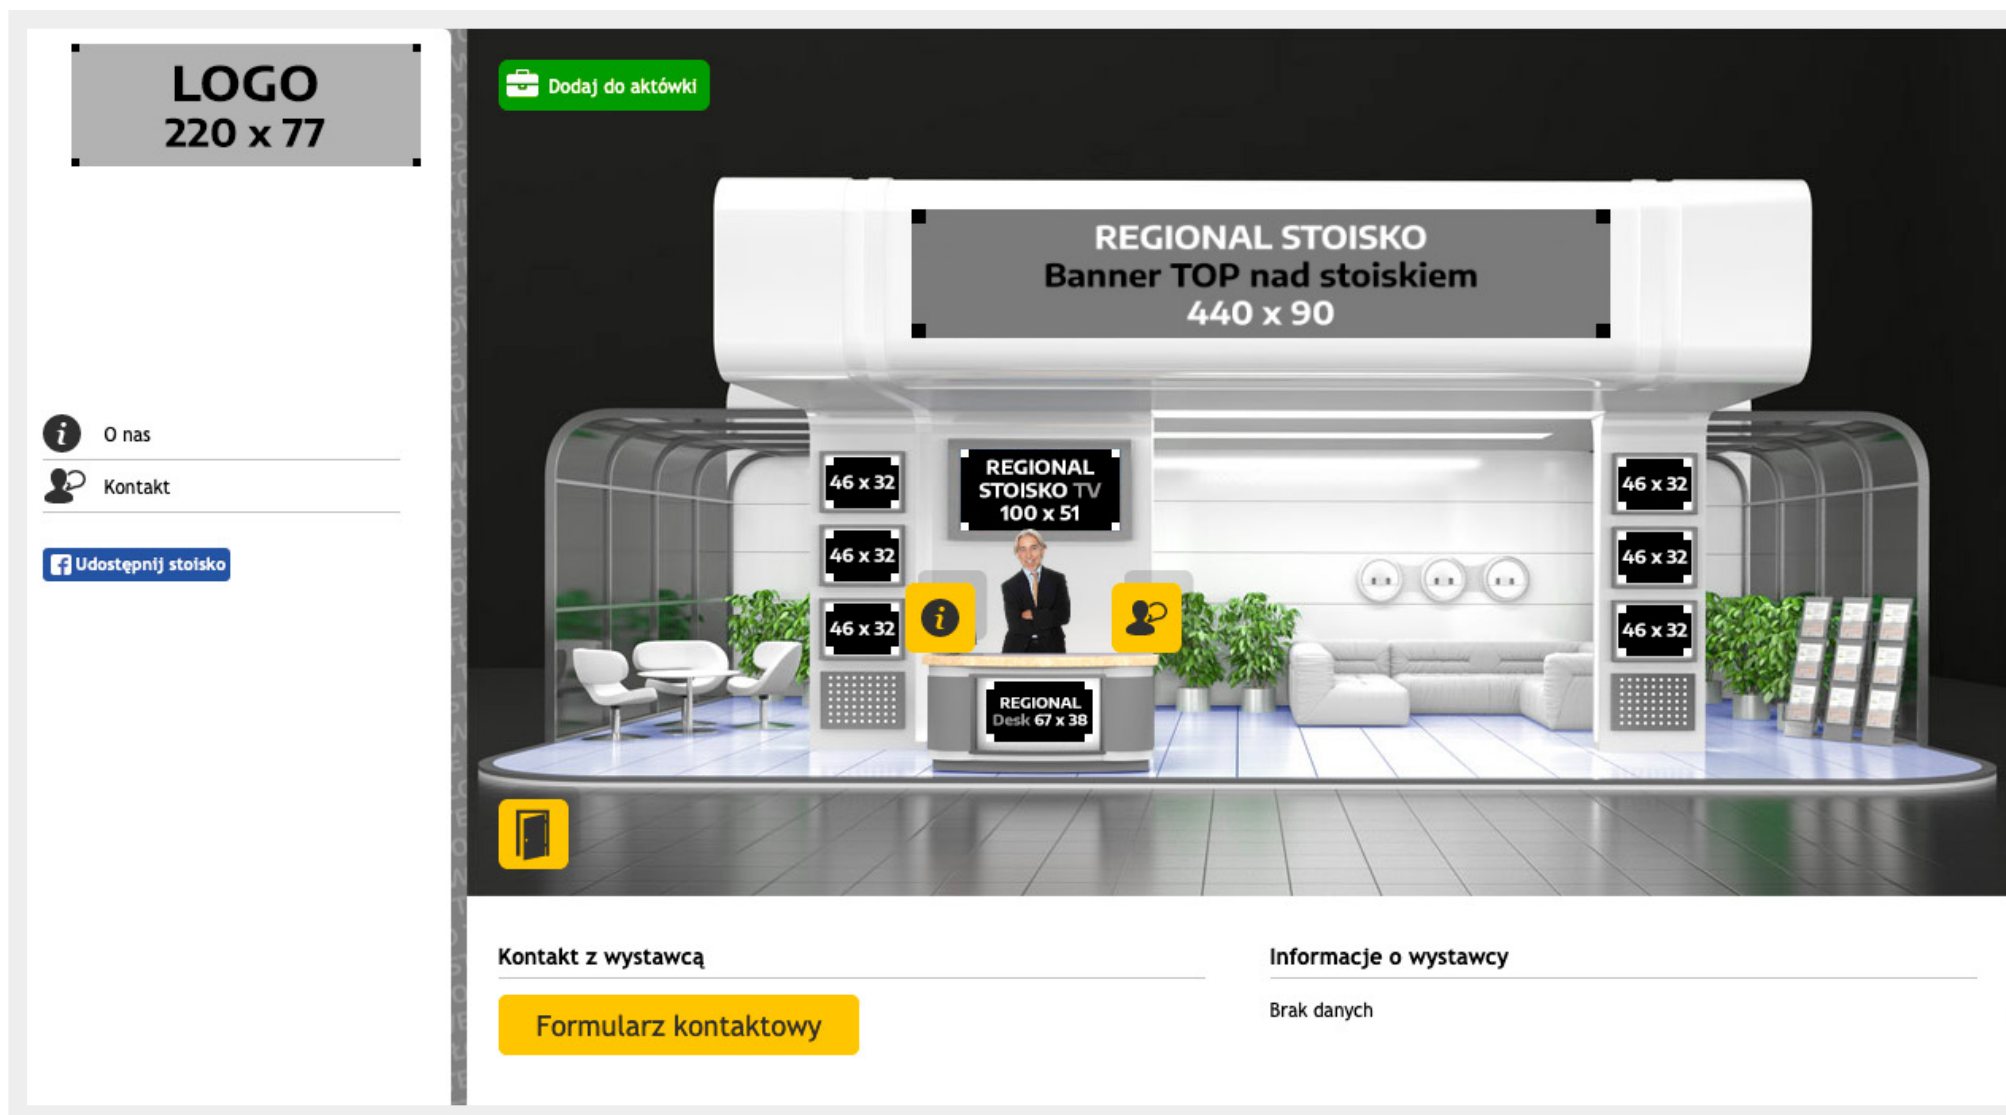 LOGO
220 x 77
O nas
Kontakt
Udostępnij stoisko
Dodaj do aktówki
REGIONAL STOISKO
Banner TOP nad stoiskiem
440 x 90
46 x 32
46 x 32
46 x 32
REGIONAL
STOISKO TV
100 x 51
REGIONAL
Desk 67 x 38
46 x 32
46 x 32
46 x 32
Kontakt z wystawcą
Formularz kontaktowy
Informacje o wystawcy
Brak danych